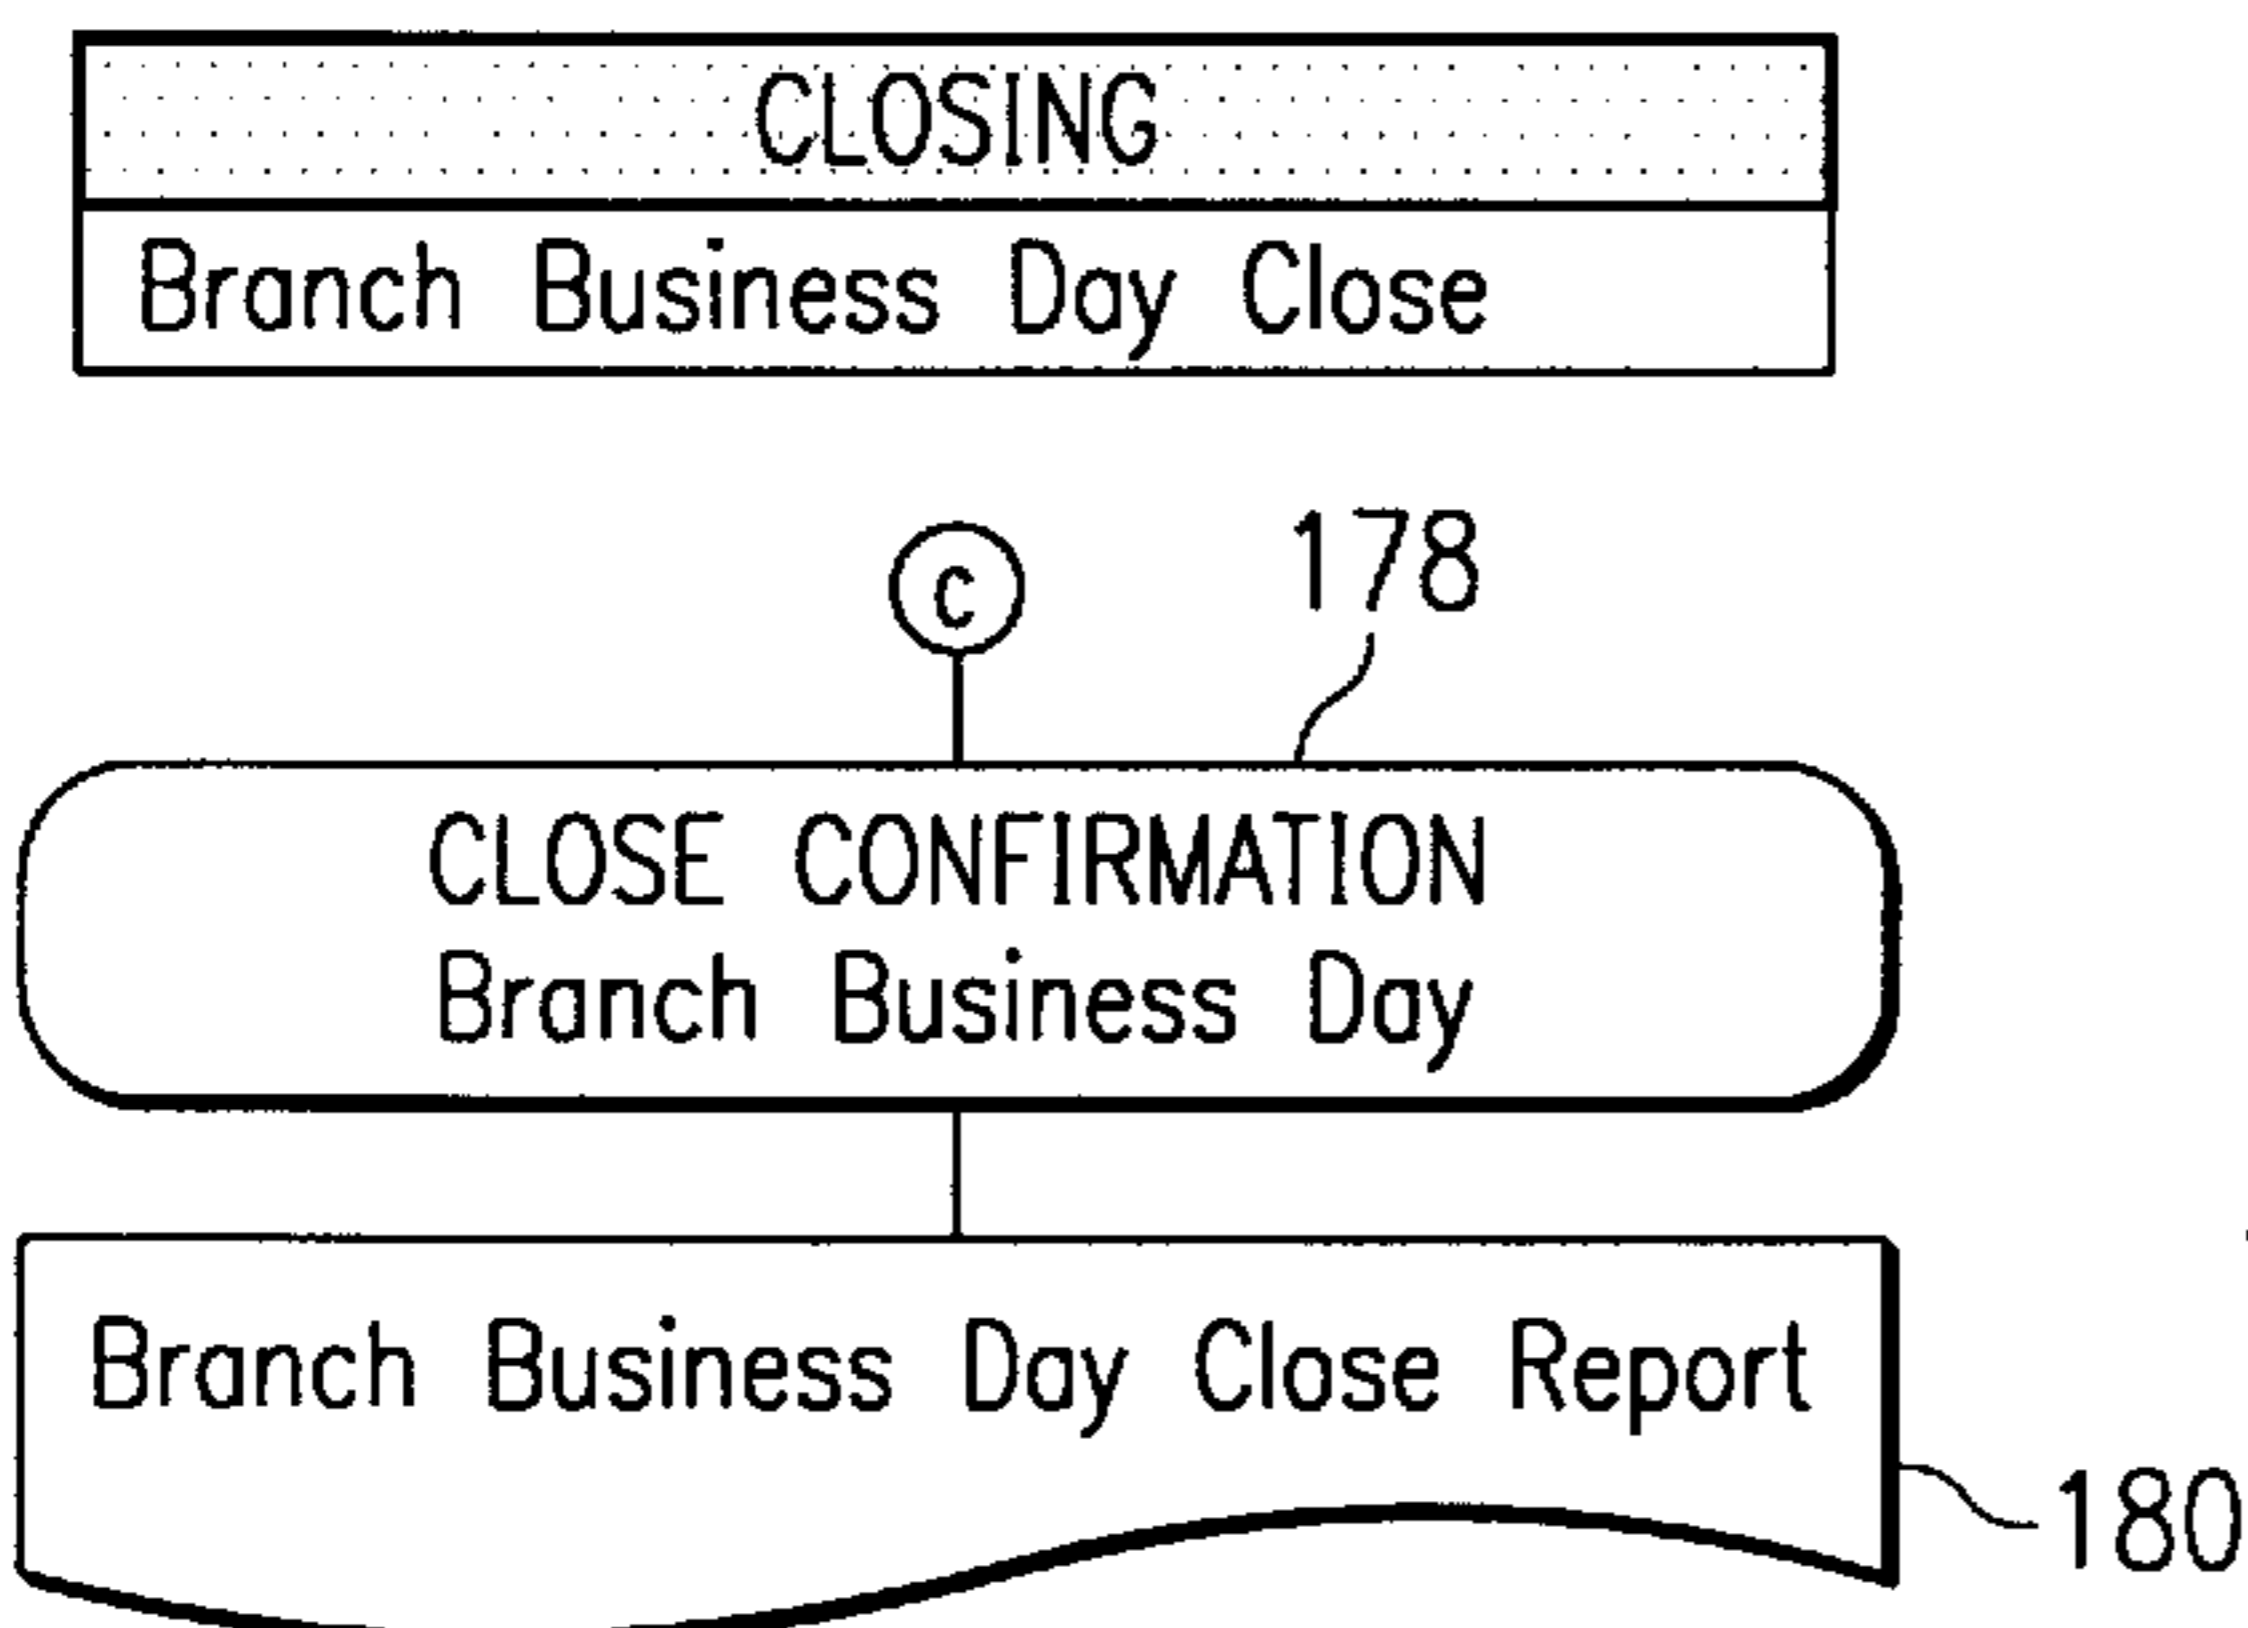 CLOSING
Branch Business Day Close
c
178
CLOSE CONFIRMATION
Branch Business Day
Branch Business Day Close Report
180